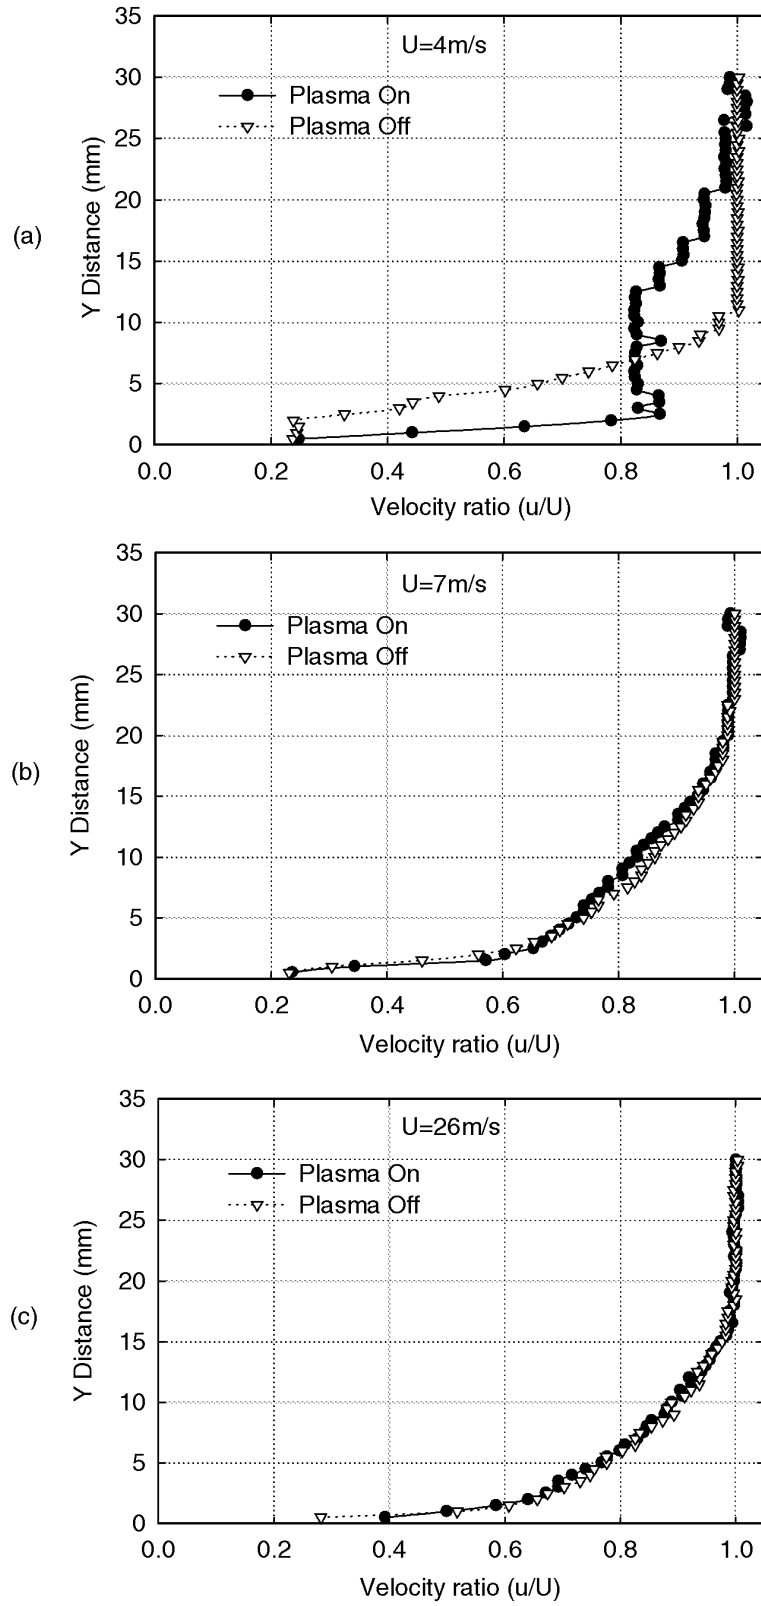 U=4m/s
Plasma On
Plasma Off
(a)
Y Distance (mm)
35
30
25
20
15
10
5
0
0.0 0.2 0.4 0.6 0.8 1.0
Velocity ratio (u/U)
U=7m/s
Plasma On
Plasma Off
(b)
Y Distance (mm)
35
30
25
20
15
10
5
0
0.0 0.2 0.4 0.6 0.8 1.0
Velocity ratio (u/U)
U=26m/s
Plasma On
Plasma Off
(c)
Y Distance (mm)
35
30
25
20
15
10
5
0
0.0 0.2 0.4 0.6 0.8 1.0
Velocity ratio (u/U)